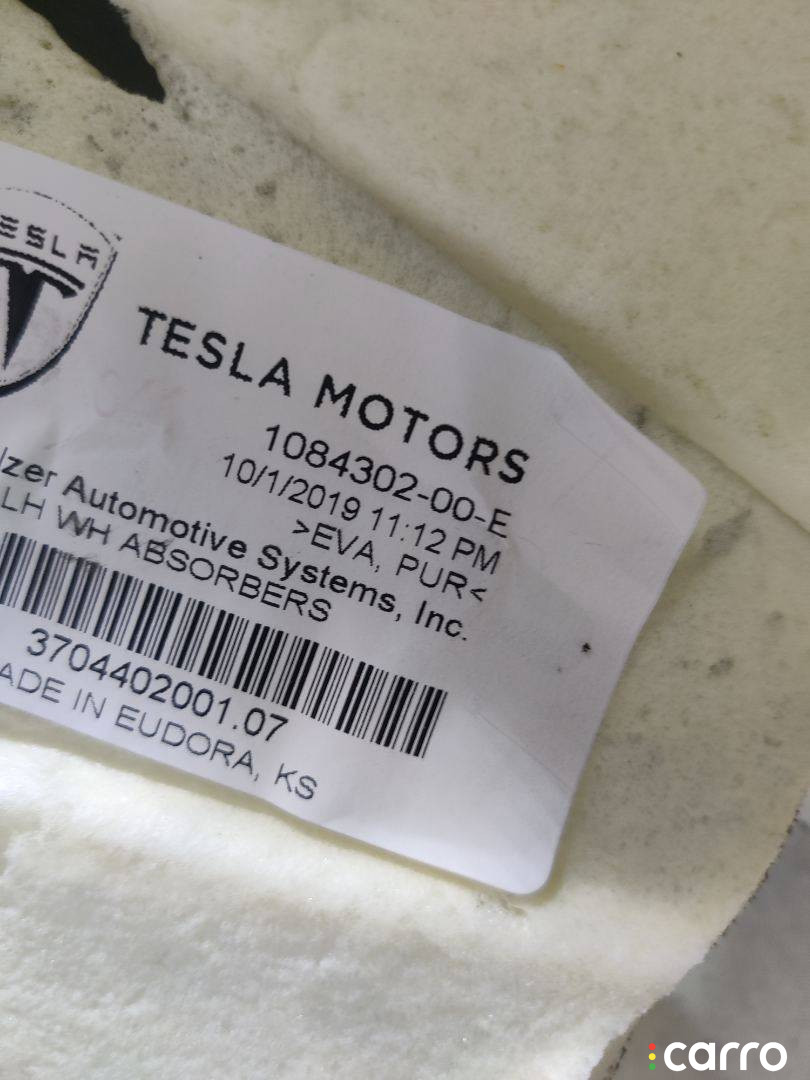 TESLA
TESLA MOTORS
1084302-00-E
10/1/2019 11:12 PM
>EVA, PUR<
Automotive Systems, Inc.
LH WH ABSORBERS
3704402001.07
IN EUDORA, KS
carro